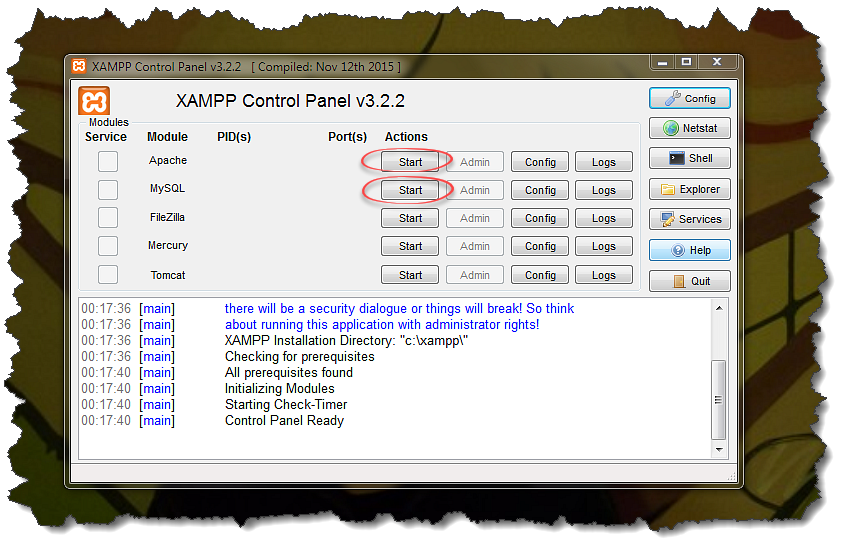 XAMPP Control Panel v3.2.2 [ Compiled: Nov 12th 2015 ]
XAMPP Control Panel v3.2.2
Config
Modules
Service Module PID(s) Port(s) Actions
Netstat
Apache Start Admin Config Logs
Shell
MySQL Start Admin Config Logs
Explorer
FileZilla Start Admin Config Logs
Services
Mercury Start Admin Config Logs
Help
Tomcat Start Admin Config Logs
Quit
00:17:36 [main] there will be a security dialogue or things will break! So think
00:17:36 [main] about running this application with administrator rights!
00:17:36 [main] XAMPP Installation Directory: "c:\xampp\"
00:17:36 [main] Checking for prerequisites
00:17:40 [main] All prerequisites found
00:17:40 [main] Initializing Modules
00:17:40 [main] Starting Check-Timer
00:17:40 [main] Control Panel Ready